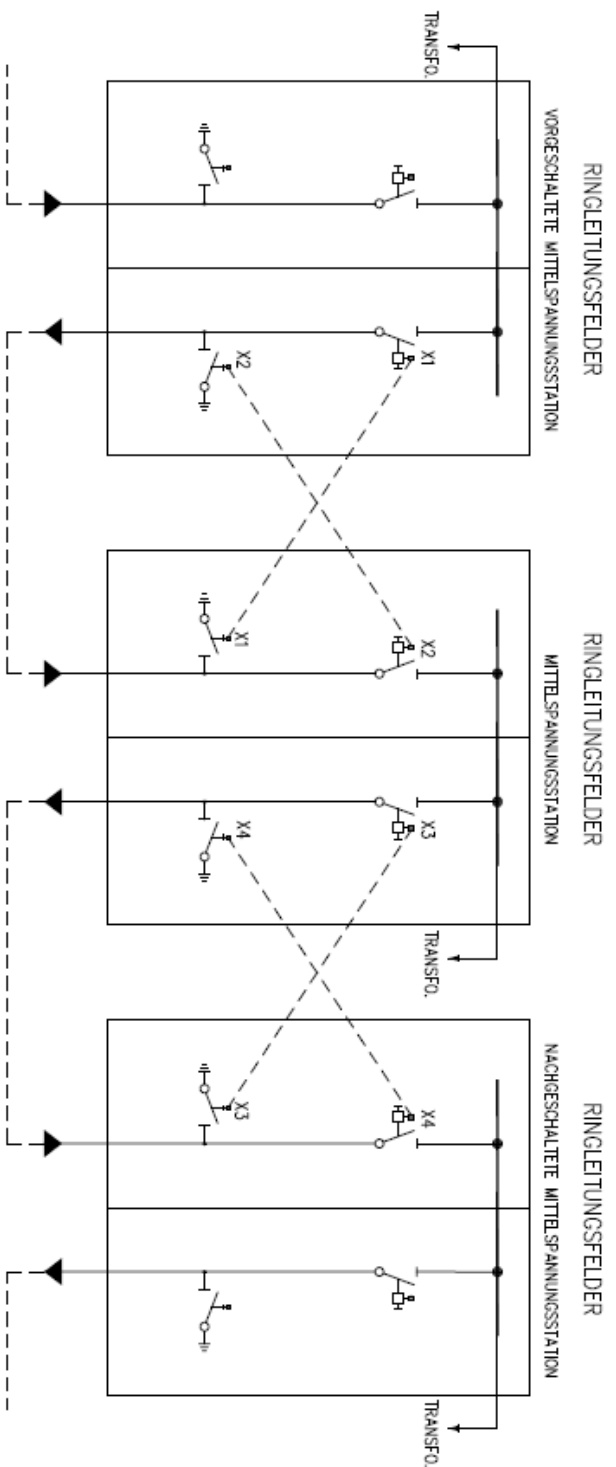 RINGLEITUNGSFELDER
VORGESCHALTETE MITTELSPANNUNGSSTATION
TRANSFO.
X1
X2
RINGLEITUNGSFELDER
MITTELSPANNUNGSSTATION
X2
X1
X3
X4
TRANSFO.
RINGLEITUNGSFELDER
NACHGESCHALTETE MITTELSPANNUNGSSTATION
X4
X3
TRANSFO.